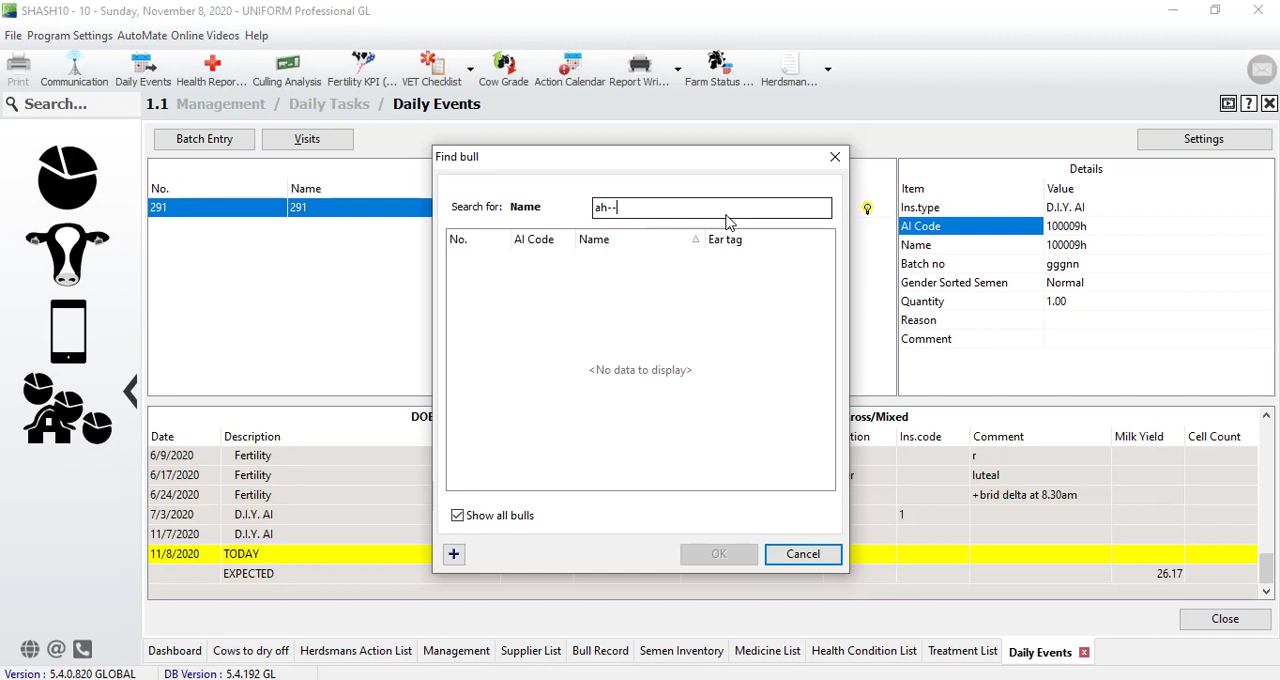 SHASH10 - 10 - Sunday, November 8, 2020 - UNIFORM Professional GL
File Program Settings AutoMate Online Videos Help
Print Communication Daily Events Health Repor... Culling Analysis Fertility KPI (... VET Checklist Cow Grade Action Calendar Report Wri... Farm Status ... Herdsman...
Search... 1.1 Management / Daily Tasks / Daily Events
Batch Entry Visits Settings
Find bull
Details
No. Name Item Value
291 291 Ins.type D.I.Y. AI
Search for: Name ah--
AI Code 100009h
No. AI Code Name Ear tag
Name 100009h
Batch no gggnn
Gender Sorted Semen Normal
Quantity 1.00
Reason
Comment
<No data to display>
DOE ross/Mixed
Date Description tion Ins.code Comment Milk Yield Cell Count
6/9/2020 Fertility r
6/17/2020 Fertility r luteal
6/24/2020 Fertility +brid delta at 8.30am
7/3/2020 D.I.Y. AI 1
Show all bulls
11/7/2020 D.I.Y. AI
11/8/2020 TODAY
+ OK Cancel
EXPECTED 26.17
Close
Dashboard Cows to dry off Herdsmans Action List Management Supplier List Bull Record Semen Inventory Medicine List Health Condition List Treatment List Daily Events
Version : 5.4.0.820 GLOBAL DB Version : 5.4.192 GL